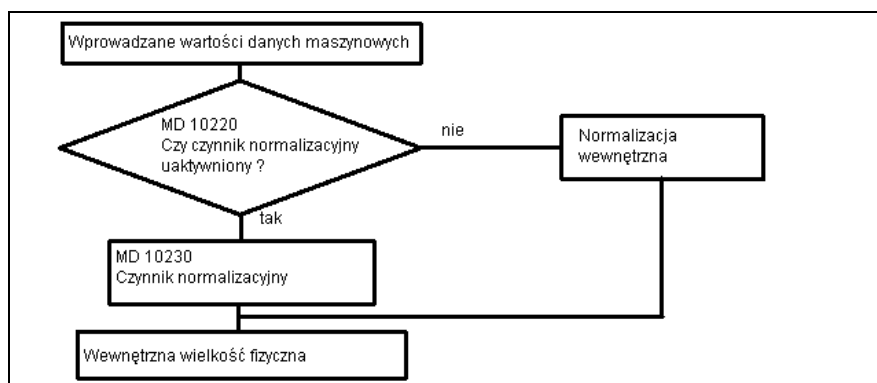 Wprowadzane wartości danych maszynowych
MD 10220
Czy czynnik normalizacyjny
uaktywniony ?
nie
Normalizacja
wewnętrzna
tak
MD 10230
Czynnik normalizacyjny
Wewnętrzna wielkość fizyczna